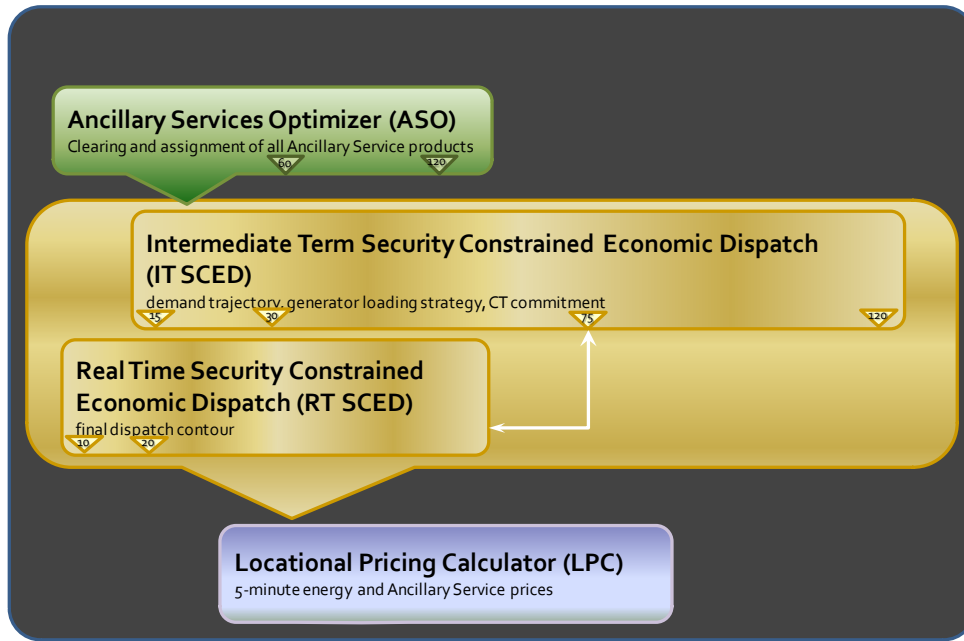 Ancillary Services Optimizer (ASO)
Clearing and assignment of all Ancillary Service products
60 120
Intermediate Term Security Constrained Economic Dispatch
(IT SCED)
demand trajectory, generator loading strategy, CT commitment
15 30 75 120
Real Time Security Constrained
Economic Dispatch (RT SCED)
final dispatch contour
10 20
Locational Pricing Calculator (LPC)
5-minute energy and Ancillary Service prices